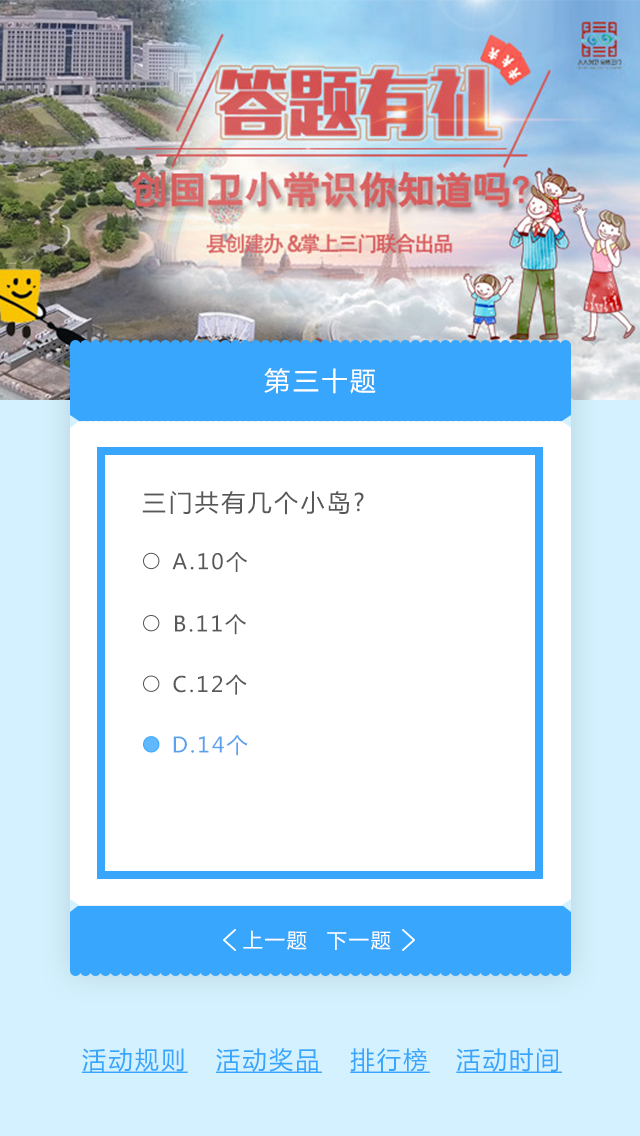 答题有礼
创国卫小常识你知道吗?
县创建办 &掌上三门联合出品
第三十题
三门共有几个小岛?
A.10个
B.11个
C.12个
D.14个
上一题 下一题
活动规则 活动奖品 排行榜 活动时间